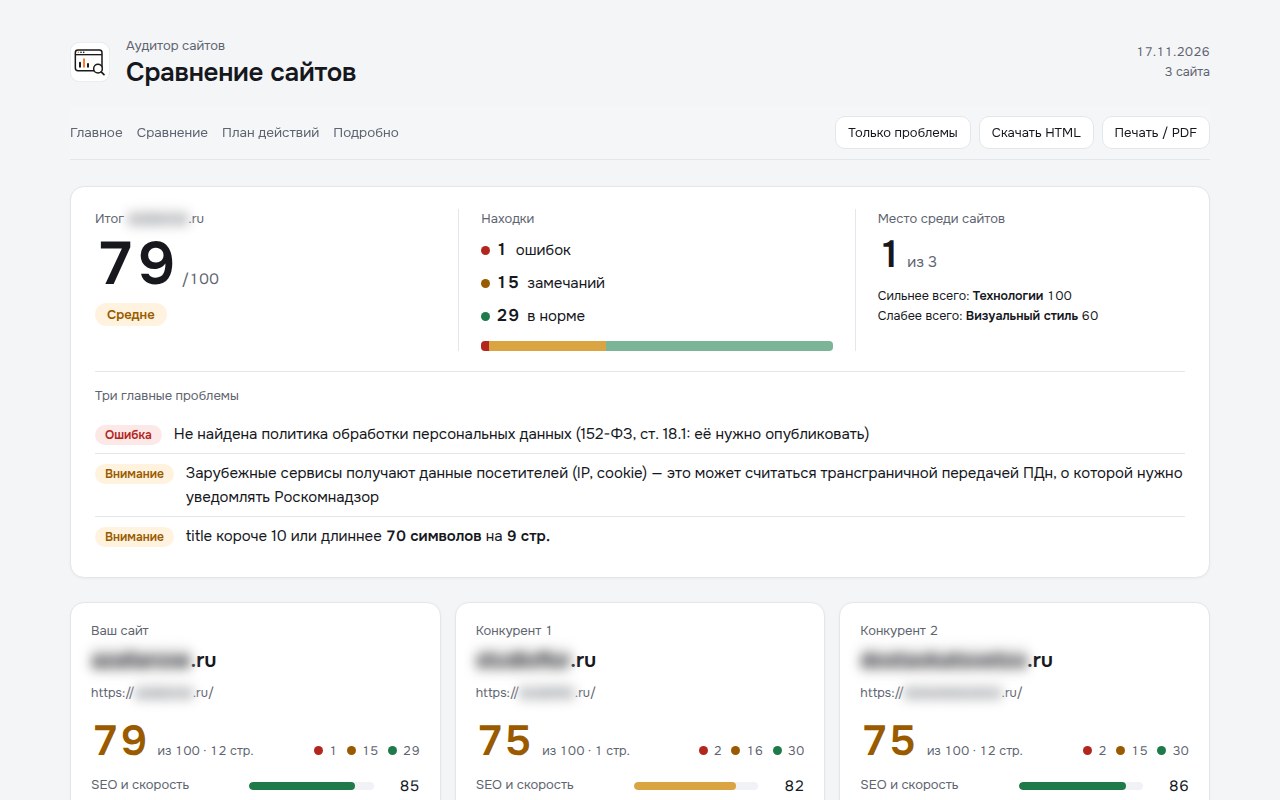 Аудитор сайтов
Сравнение сайтов
17.11.2026
3 сайта
Главное Сравнение План действий Подробно
Только проблемы Скачать HTML Печать / PDF
Итог .ru
79 /100
Средне
Находки
1 ошибок
15 замечаний
29 в норме
Место среди сайтов
1 из 3
Сильнее всего: Технологии 100
Слабее всего: Визуальный стиль 60
Три главные проблемы
Ошибка Не найдена политика обработки персональных данных (152-ФЗ, ст. 18.1: её нужно опубликовать)
Внимание Зарубежные сервисы получают данные посетителей (IP, cookie) — это может считаться трансграничной передачей ПДн, о которой нужно
уведомлять Роскомнадзор
Внимание title короче 10 или длиннее 70 символов на 9 стр.
Ваш сайт
.ru
https:// .ru/
79 из 100 · 12 стр. 1 15 29
SEO и скорость 85
Конкурент 1
.ru
https:// .ru/
75 из 100 · 1 стр. 2 16 30
SEO и скорость 82
Конкурент 2
.ru
https:// .ru/
75 из 100 · 12 стр. 2 15 30
SEO и скорость 86